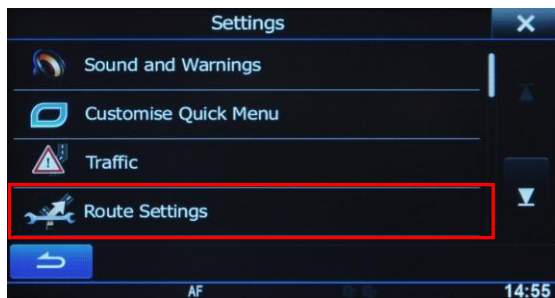 Settings
Sound and Warnings
Customise Quick Menu
Traffic
Route Settings
AF
14:55